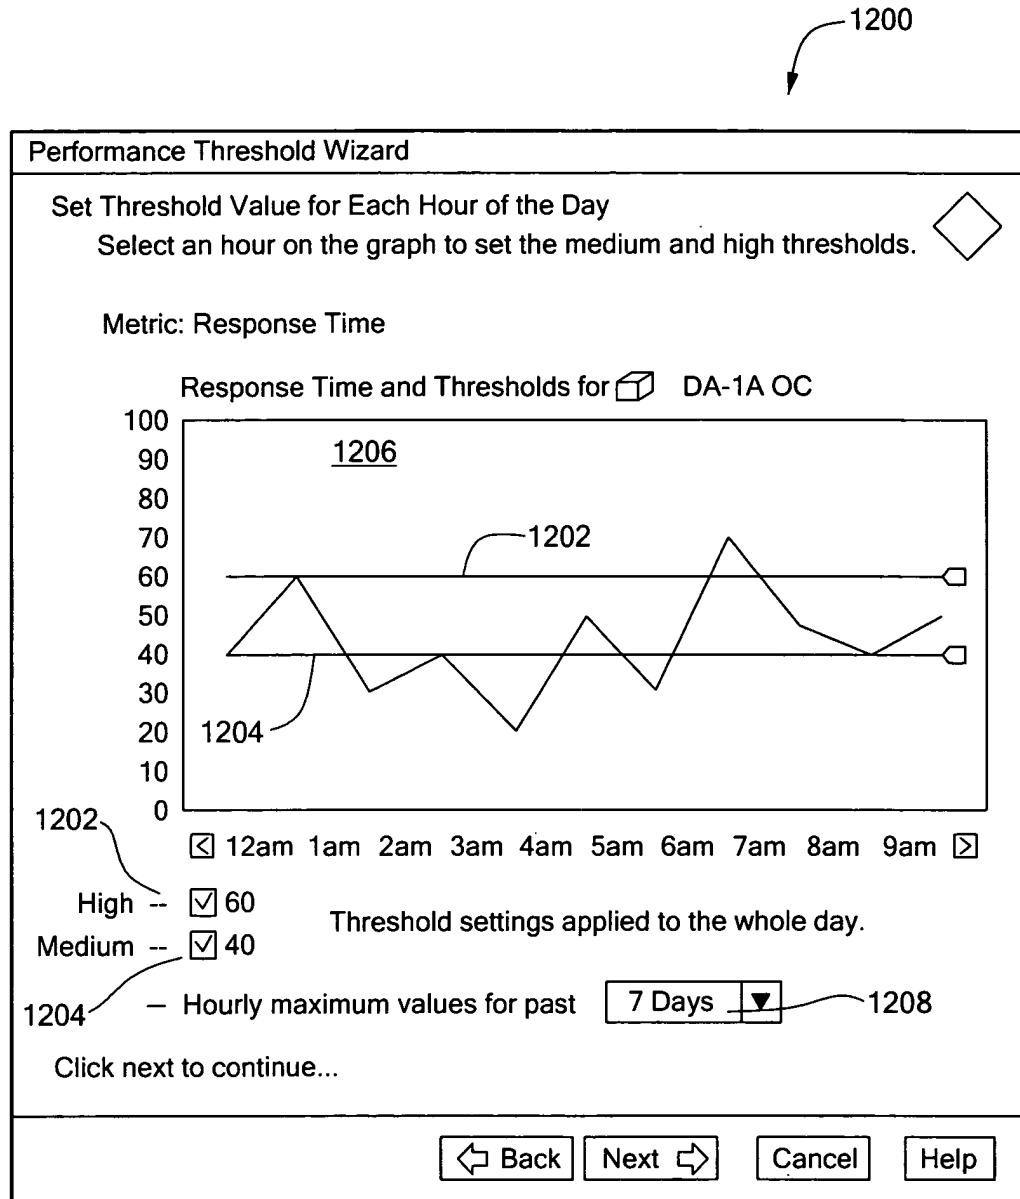 1200
Performance Threshold Wizard
Set Threshold Value for Each Hour of the Day
Select an hour on the graph to set the medium and high thresholds.
Metric: Response Time
Response Time and Thresholds for DA-1A OC
100
90
80
70
60
50
40
30
20
10
0
1206
1202
1204
12am 1am 2am 3am 4am 5am 6am 7am 8am 9am
1202
High -- 60
Medium -- 40
Threshold settings applied to the whole day.
1204
– Hourly maximum values for past 7 Days
1208
Click next to continue...
Back Next Cancel Help